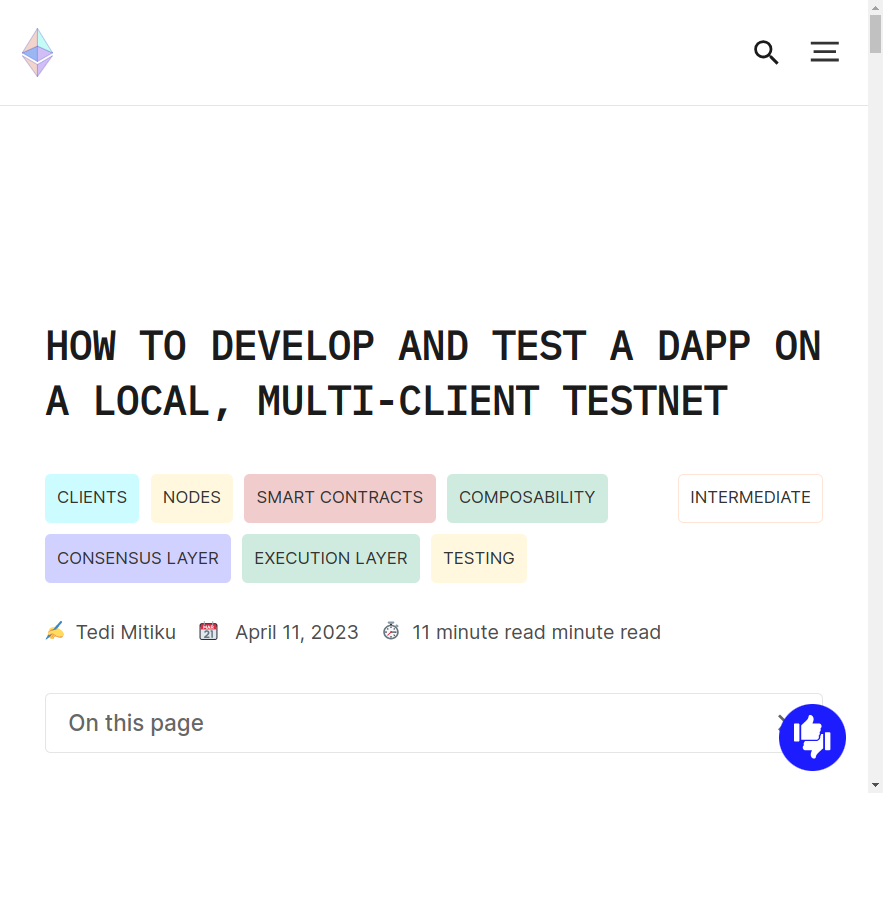 HOW TO DEVELOP AND TEST A DAPP ON
A LOCAL, MULTI-CLIENT TESTNET
CLIENTS NODES SMART CONTRACTS COMPOSABILITY INTERMEDIATE
CONSENSUS LAYER EXECUTION LAYER TESTING
Tedi Mitiku April 11, 2023 11 minute read minute read
On this page